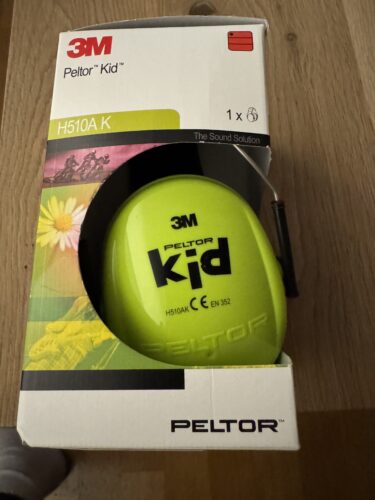 3M
Peltor™ Kid™
1 x
H510A K
The Sound Solution
3M
PELTOR
kid
H510AK CE EN 352
PELTOR
PELTOR™